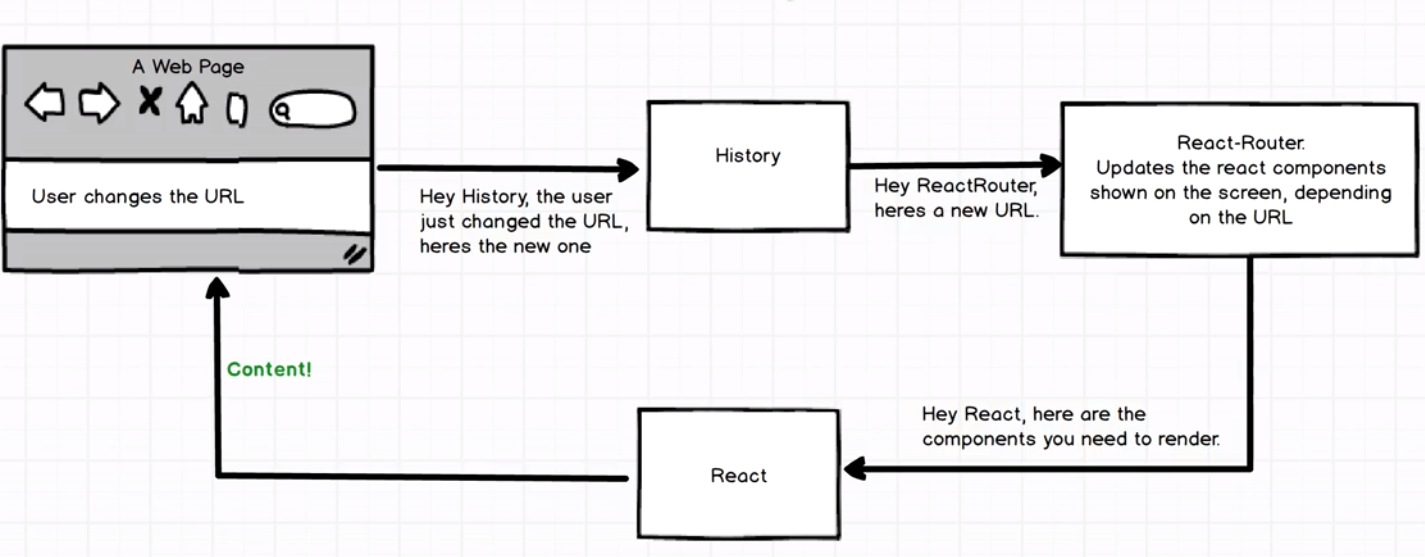 A Web Page
User changes the URL
Hey History, the user
just changed the URL,
heres the new one
History
Hey ReactRouter,
heres a new URL.
React-Router.
Updates the react components
shown on the screen, depending
on the URL
Content!
Hey React, here are the
components you need to render.
React